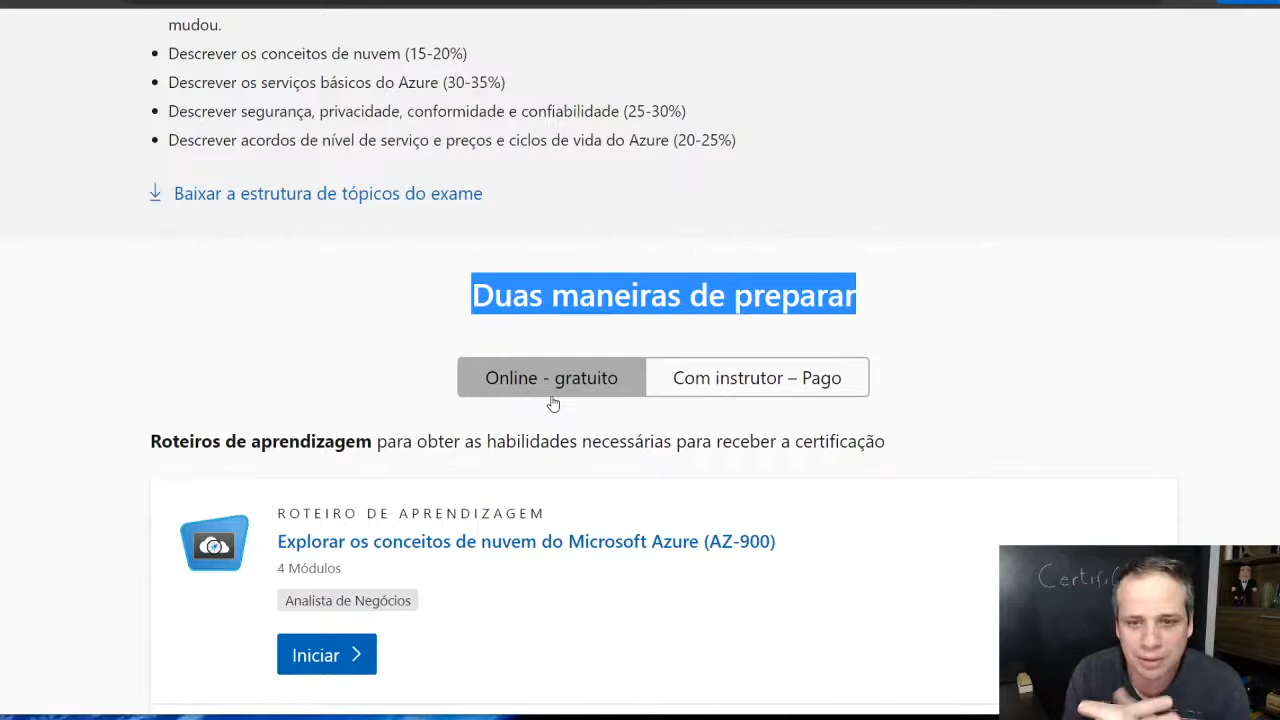 mudou.
Descrever os conceitos de nuvem (15-20%)
Descrever os serviços básicos do Azure (30-35%)
Descrever segurança, privacidade, conformidade e confiabilidade (25-30%)
Descrever acordos de nível de serviço e preços e ciclos de vida do Azure (20-25%)
Baixar a estrutura de tópicos do exame
Duas maneiras de preparar
Online - gratuito
Com instrutor – Pago
Roteiros de aprendizagem para obter as habilidades necessárias para receber a certificação
ROTEIRO DE APRENDIZAGEM
Explorar os conceitos de nuvem do Microsoft Azure (AZ-900)
4 Módulos
Analista de Negócios
Iniciar